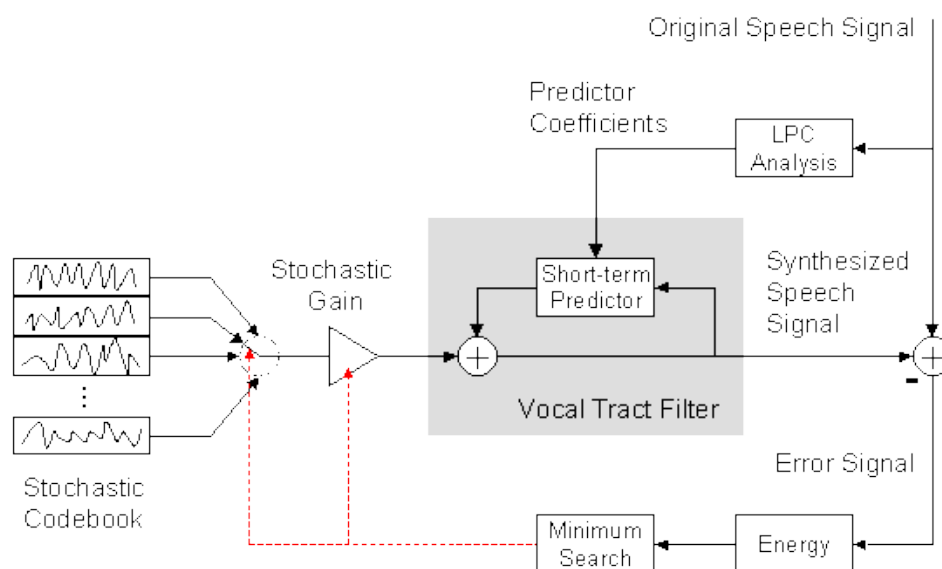 Original Speech Signal
Predictor
Coefficients
LPC
Analysis
Stochastic
Gain
Short-term
Predictor
Synthesized
Speech
Signal
+
+
-
Vocal Tract Filter
Stochastic
Codebook
Error Signal
Minimum
Search
Energy